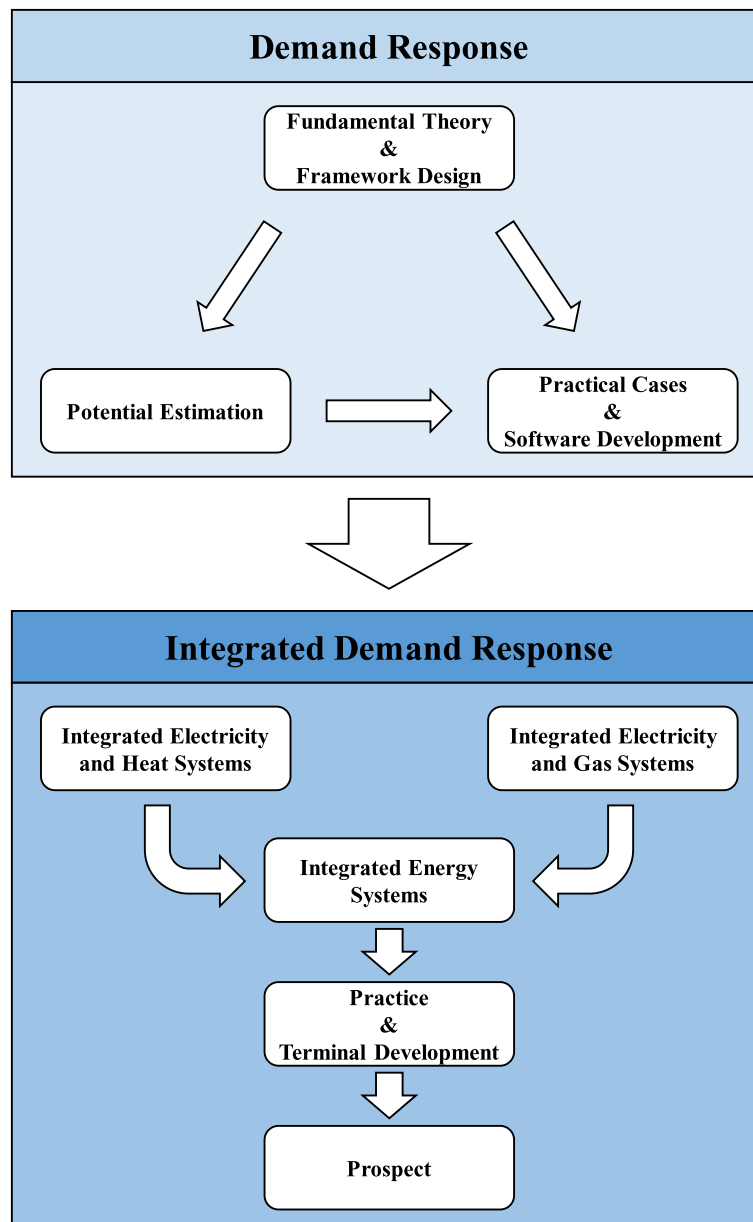 Demand Response
Fundamental Theory
&
Framework Design
Potential Estimation
Practical Cases
&
Software Development
Integrated Demand Response
Integrated Electricity
and Heat Systems
Integrated Electricity
and Gas Systems
Integrated Energy
Systems
Practice
&
Terminal Development
Prospect